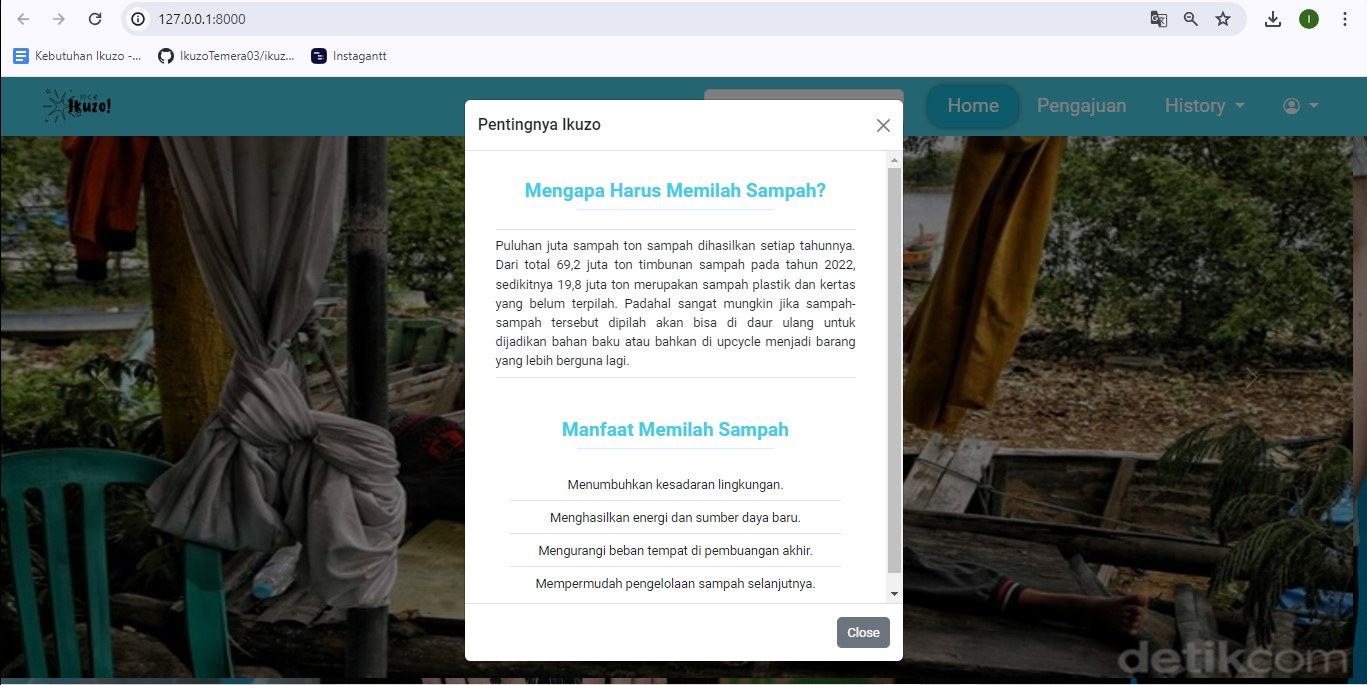 127.0.0.1:8000
Kebutuhan Ikuzo -...
IkuzoTemera03/ikuz...
Instagantt
Ikuzo!
Home
Pengajuan
History
Pentingnya Ikuzo
Mengapa Harus Memilah Sampah?
Puluhan juta sampah ton sampah dihasilkan setiap tahunnya.
Dari total 69,2 juta ton timbunan sampah pada tahun 2022,
sedikitnya 19,8 juta ton merupakan sampah plastik dan kertas
yang belum terpilah. Padahal sangat mungkin jika sampah-
sampah tersebut dipilah akan bisa di daur ulang untuk
dijadikan bahan baku atau bahkan di upcycle menjadi barang
yang lebih berguna lagi.
Manfaat Memilah Sampah
Menumbuhkan kesadaran lingkungan.
Menghasilkan energi dan sumber daya baru.
Mengurangi beban tempat di pembuangan akhir.
Mempermudah pengelolaan sampah selanjutnya.
Close
detikcom